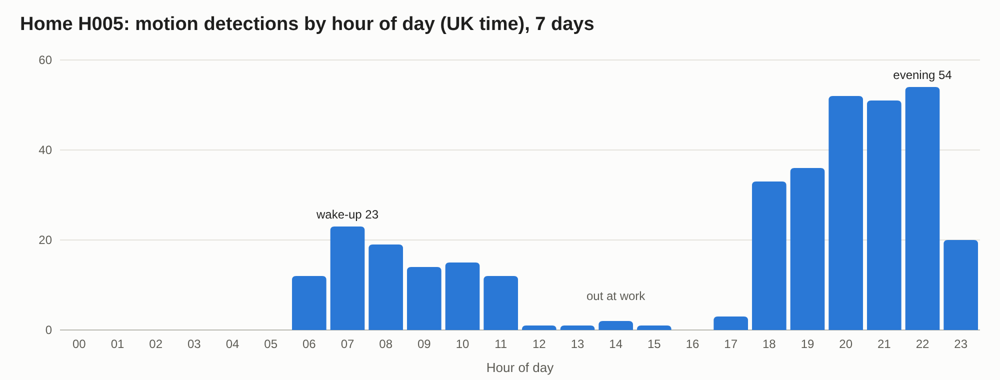 Home H005: motion detections by hour of day (UK time), 7 days
60
evening 54
40
wake-up 23
20
out at work
0
00 01 02 03 04 05 06 07 08 09 10 11 12 13 14 15 16 17 18 19 20 21 22 23
Hour of day